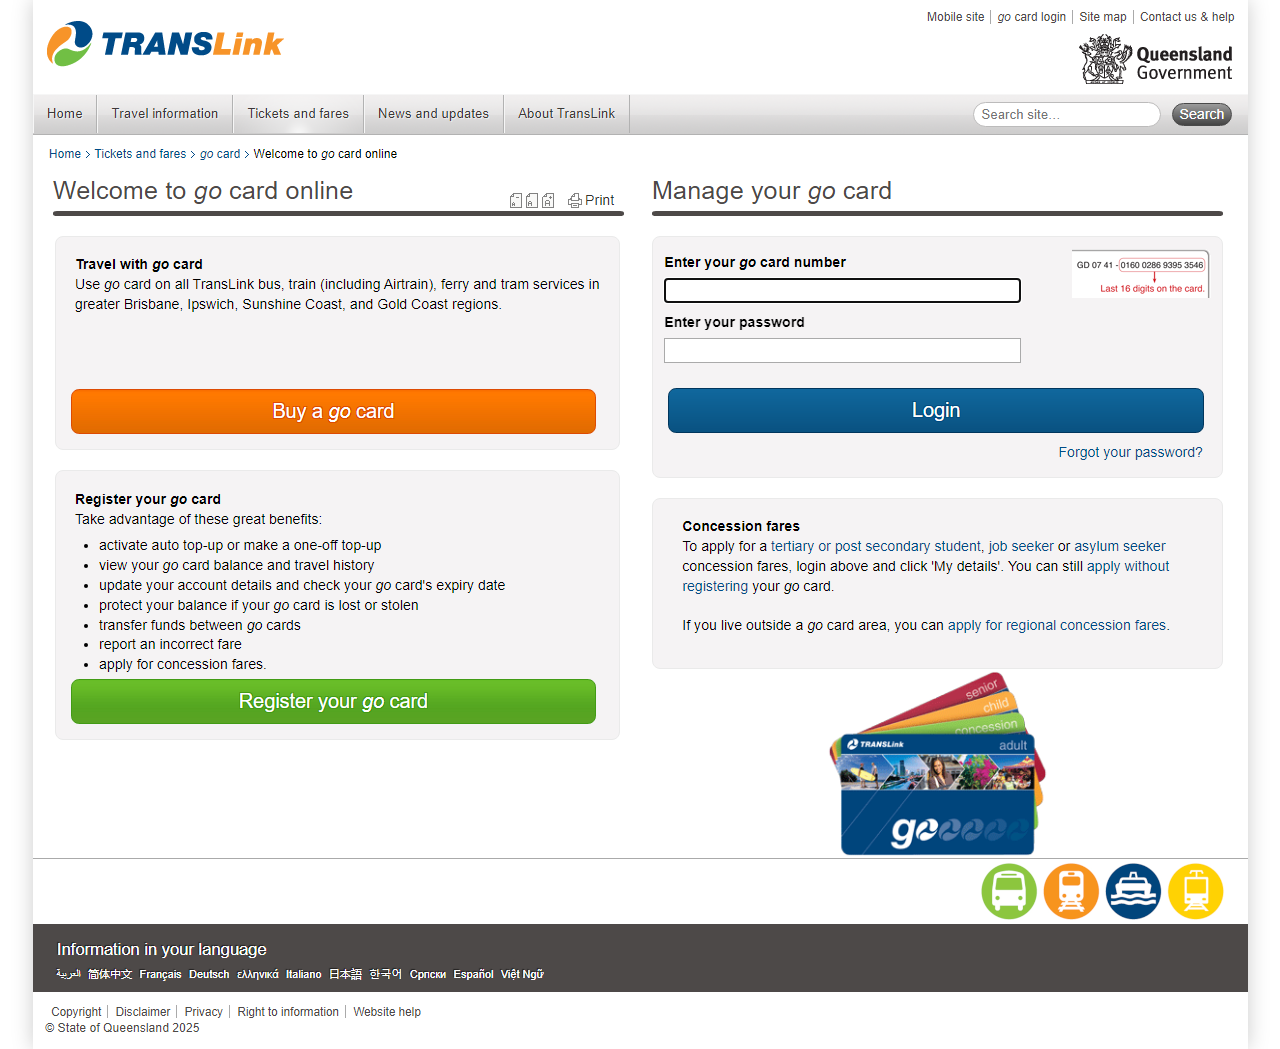 Mobile site
go card login
Site map
Contact us & help
TRANSLink
Queensland
Government
Home
Travel information
Tickets and fares
News and updates
About TransLink
Search site...
Search
Home > Tickets and fares > go card > Welcome to go card online
Welcome to go card online
Print
Travel with go card
Use go card on all TransLink bus, train (including Airtrain), ferry and tram services in
greater Brisbane, Ipswich, Sunshine Coast, and Gold Coast regions.
Buy a go card
Register your go card
Take advantage of these great benefits:
• activate auto top-up or make a one-off top-up
• view your go card balance and travel history
• update your account details and check your go card's expiry date
• protect your balance if your go card is lost or stolen
• transfer funds between go cards
• report an incorrect fare
• apply for concession fares.
Register your go card
Manage your go card
Enter your go card number
GD 07 41 - 0160 0286 9395 3546
Last 16 digits on the card.
Enter your password
Login
Forgot your password?
Concession fares
To apply for a tertiary or post secondary student, job seeker or asylum seeker
concession fares, login above and click 'My details'. You can still apply without
registering your go card.
If you live outside a go card area, you can apply for regional concession fares.
senior
child
concession
TRANSLink
adult
go
Information in your language
العربية 简体中文 Français Deutsch ελληνικά Italiano 日本語 한국어 Српски Español Việt Ngữ
Copyright
Disclaimer
Privacy
Right to information
Website help
© State of Queensland 2025